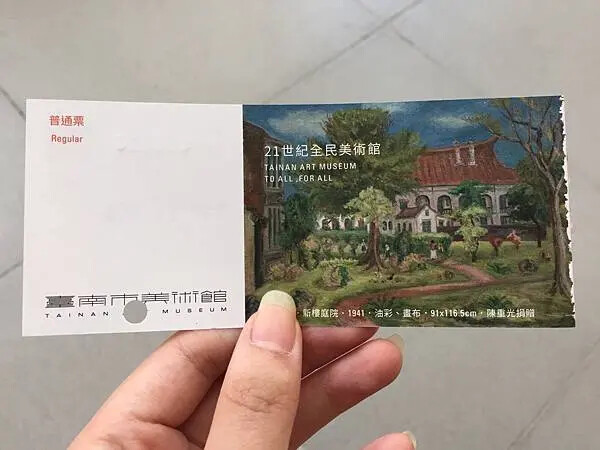 普通票
Regular
臺南市美術館
TAINAN MUSEUM
21世紀全民美術館
TAINAN ART MUSEUM
TO ALL ,FOR ALL
．新樓庭院．1941．油彩、畫布．91x116.5cm．陳重光捐贈